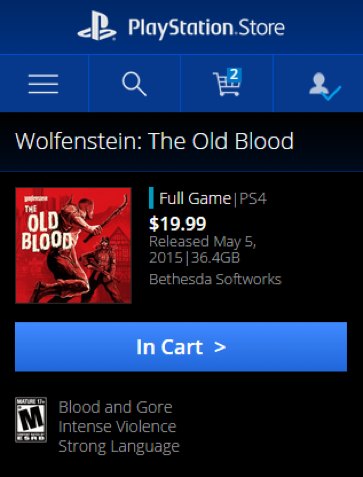 PlayStation.Store
2
Wolfenstein: The Old Blood
Full Game|PS4
$19.99
Released May 5,
2015|36.4GB
Bethesda Softworks
Wolfenstein
THE
OLD
BLOOD
In Cart >
MATURE 17+
M
ESRB
Blood and Gore
Intense Violence
Strong Language